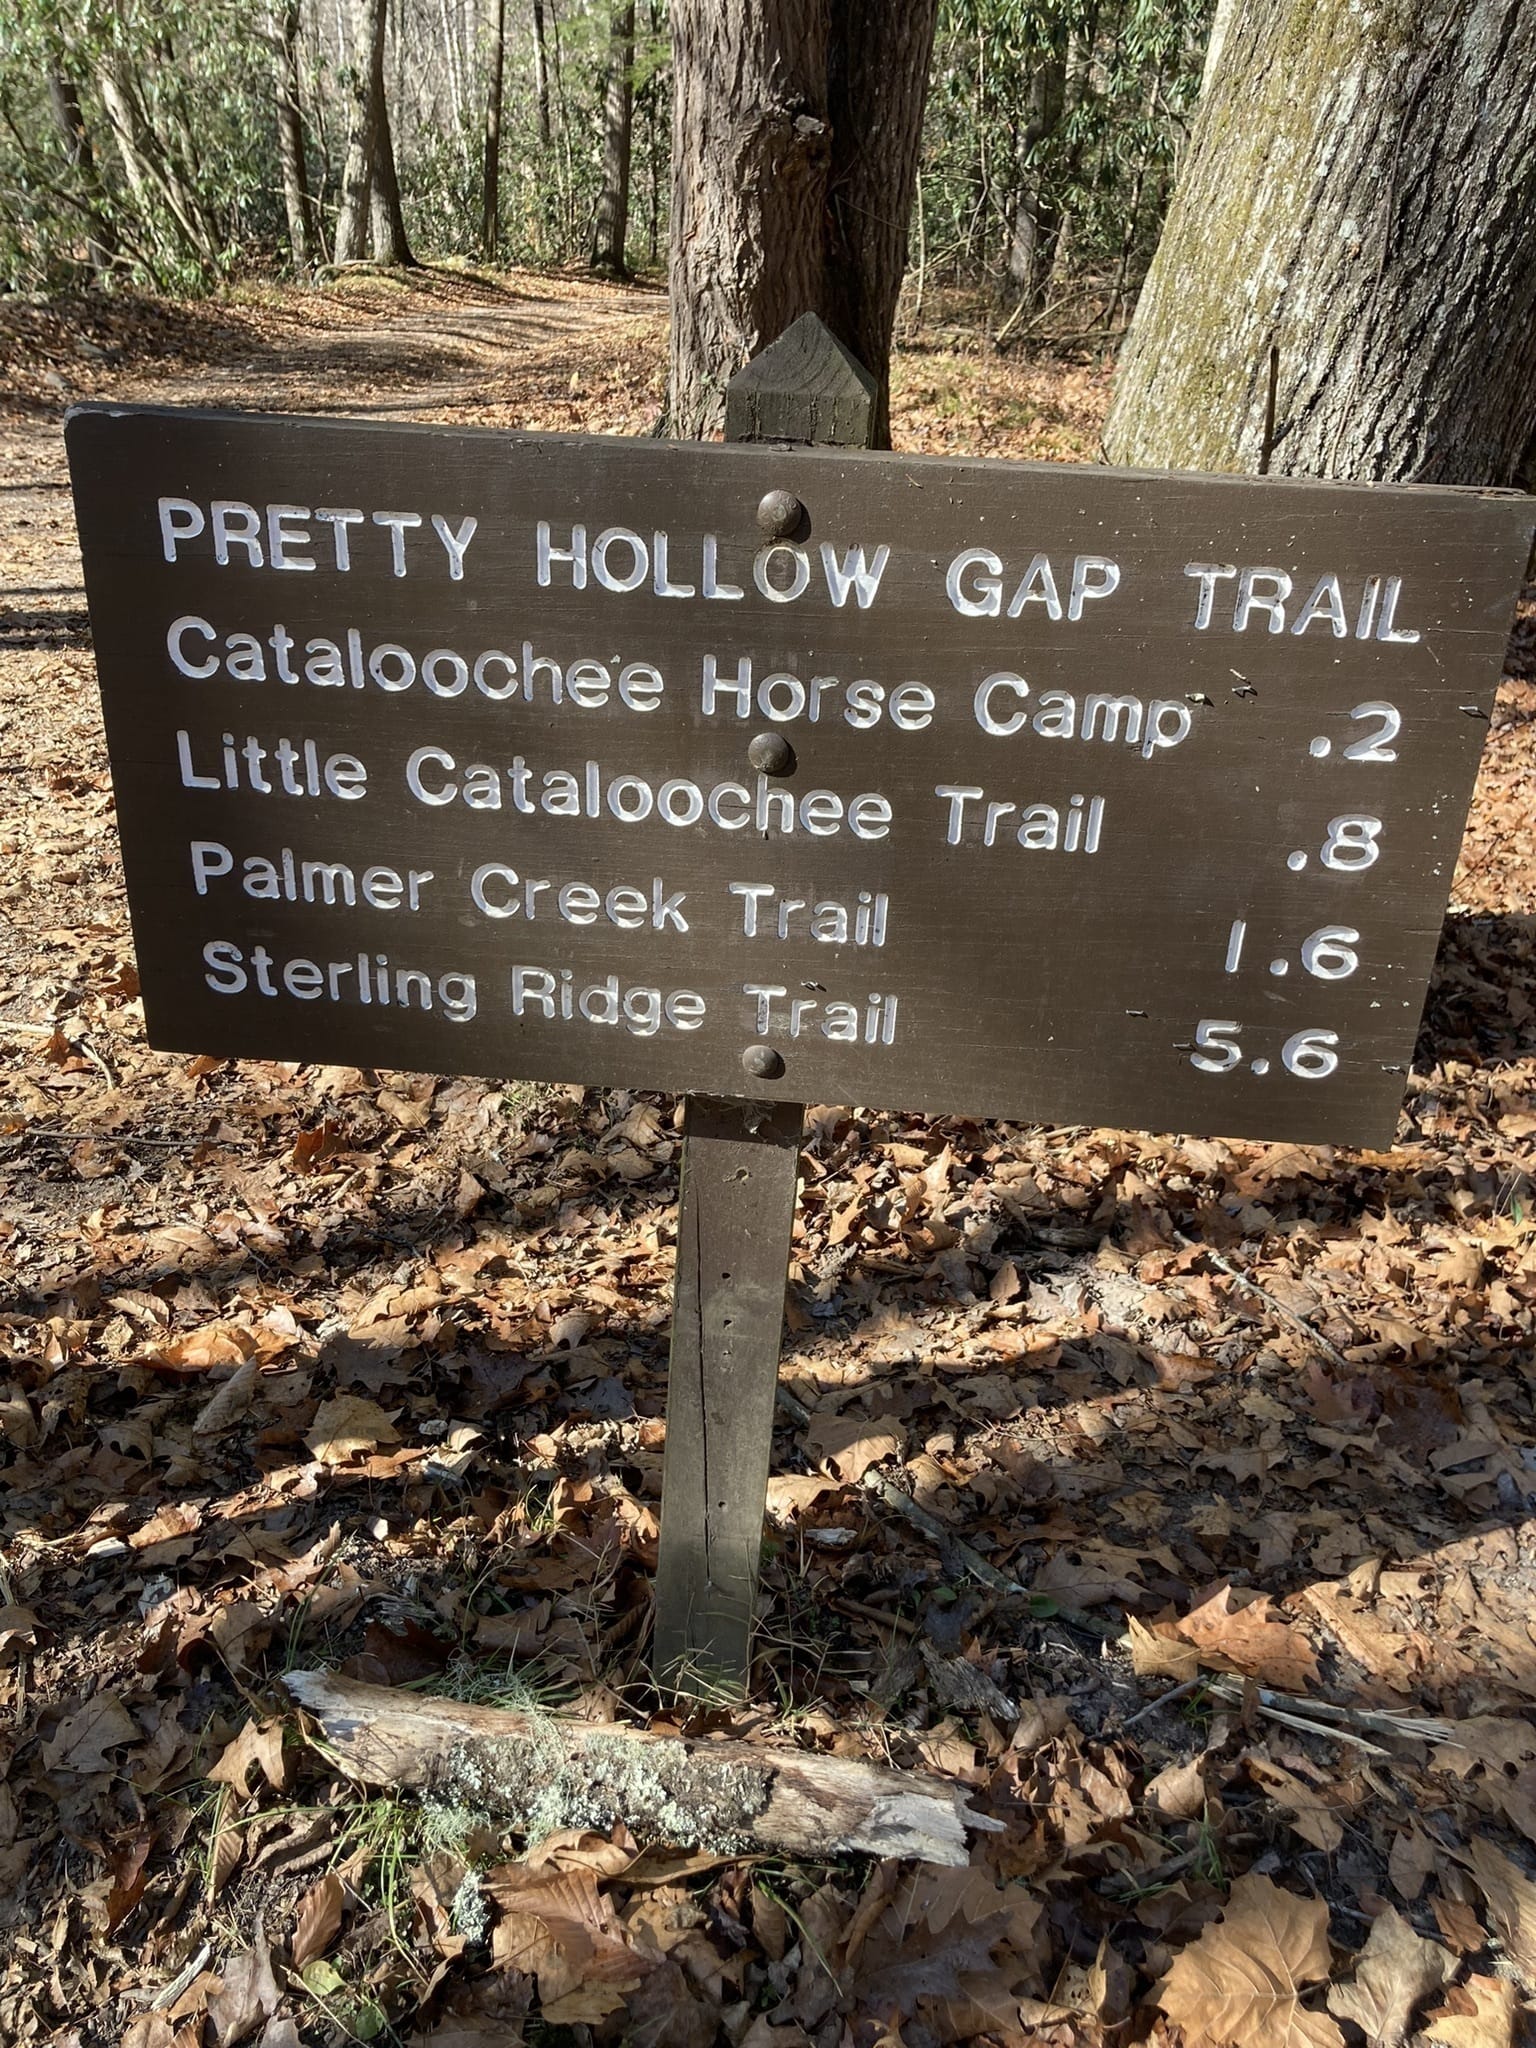 PRETTY HOLLOW GAP TRAIL
Cataloochee Horse Camp .2
Little Cataloochee Trail .8
Palmer Creek Trail 1.6
Sterling Ridge Trail 5.6